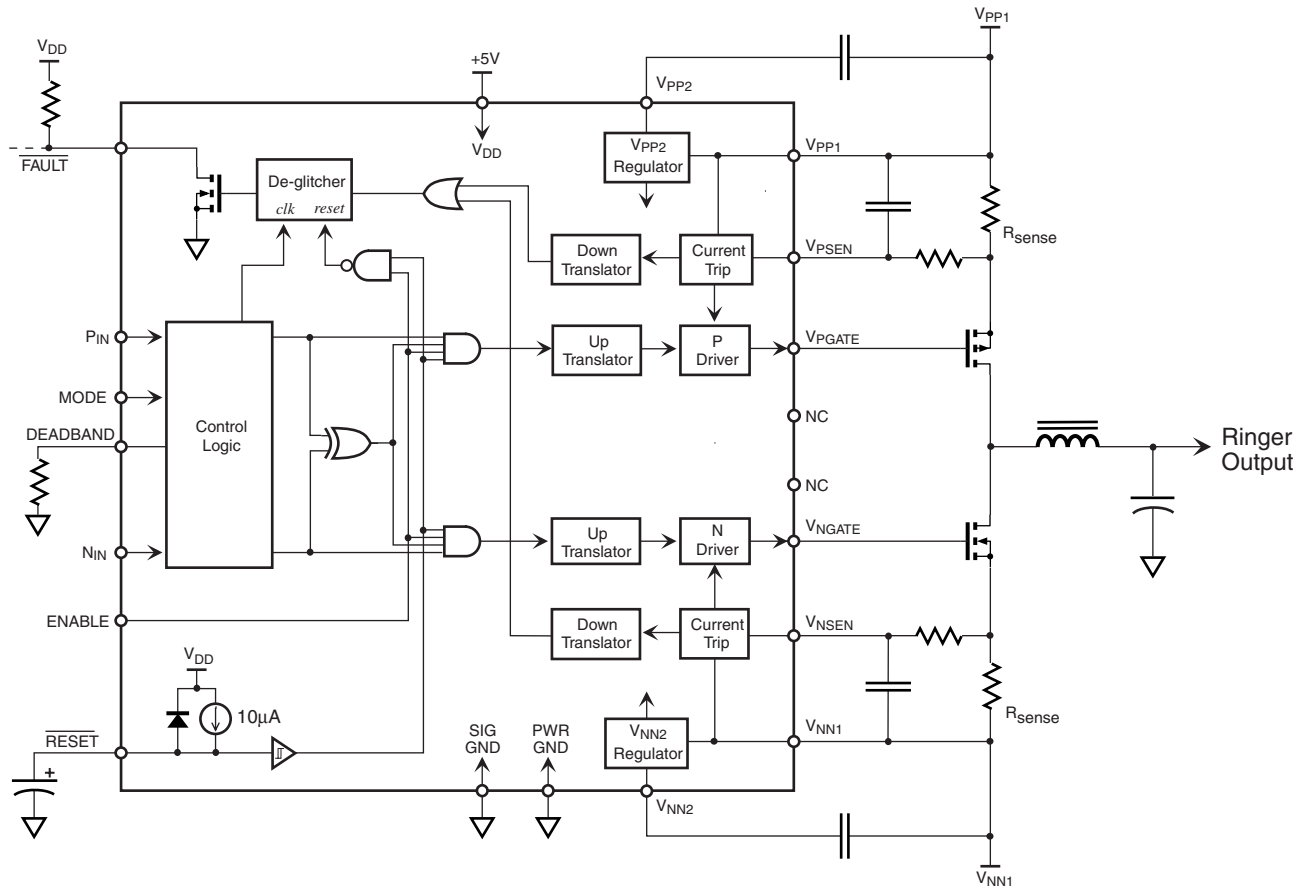 VPP1
VDD
+5V
VPP2
FAULT
VDD
VPP2
Regulator
VPP1
De-glitcher
clk reset
Rsense
Down
Translator
Current
Trip
VPSEN
PIN
Up
Translator
P
Driver
VPGATE
MODE
NC
DEADBAND
Control
Logic
Ringer
Output
NC
NIN
Up
Translator
N
Driver
VNGATE
ENABLE
Down
Translator
Current
Trip
VNSEN
VDD
10µA
Rsense
RESET
SIG
GND
PWR
GND
VNN2
Regulator
VNN1
VNN2
VNN1